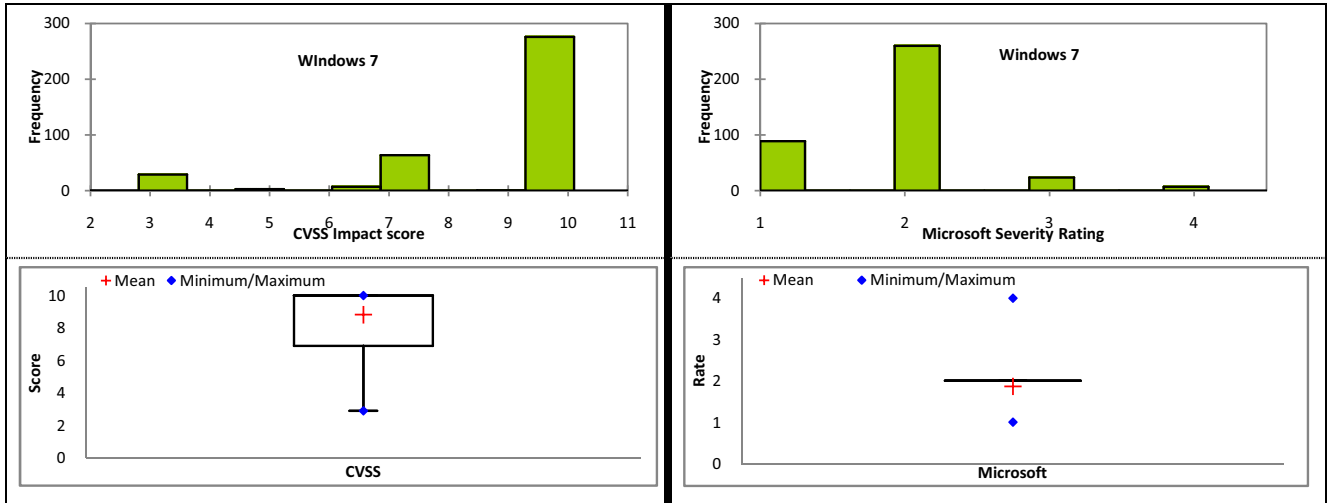 300
200
100
0
Frequency
WIndows 7
2 3 4 5 6 7 8 9 10 11
CVSS Impact score
300
200
100
0
Frequency
Windows 7
1 2 3 4
Microsoft Severity Rating
Mean Minimum/Maximum
10
8
6
4
2
0
Score
CVSS
Mean Minimum/Maximum
4
3
2
1
0
Rate
Microsoft